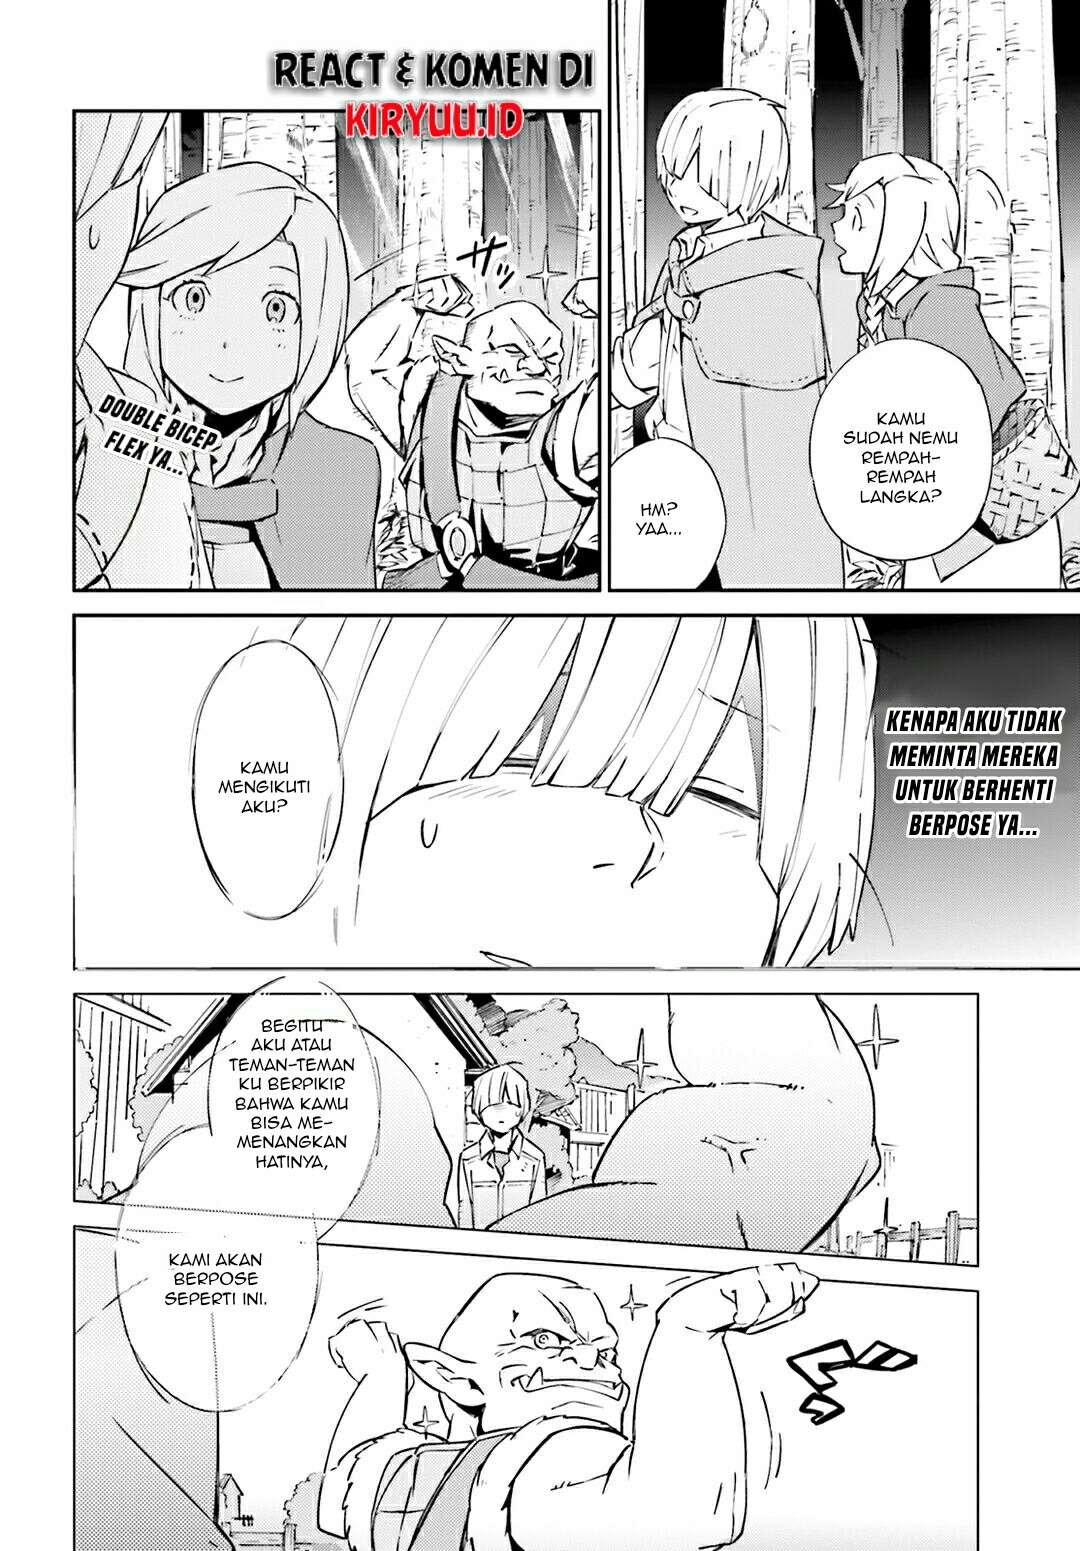 REACT & KOMEN DI
KIRYUU.ID
KAMU
SUDAH NEMU
REMPAH-
REMPAH
LANGKA?
HM?
YAA...
DOUBLE BICEP
FLEX YA...
KENAPA AKU TIDAK
MEMINTA MEREKA
UNTUK BERHENTI
BERPOSE YA...
KAMU
MENGIKUTI
AKU?
BEGITU
AKU ATAU
TEMAN-TEMAN
KU BERPIKIR
BAHWA KAMU
BISA ME-
MENANGKAN
HATINYA,
KAMI AKAN
BERPOSE
SEPERTI INI.